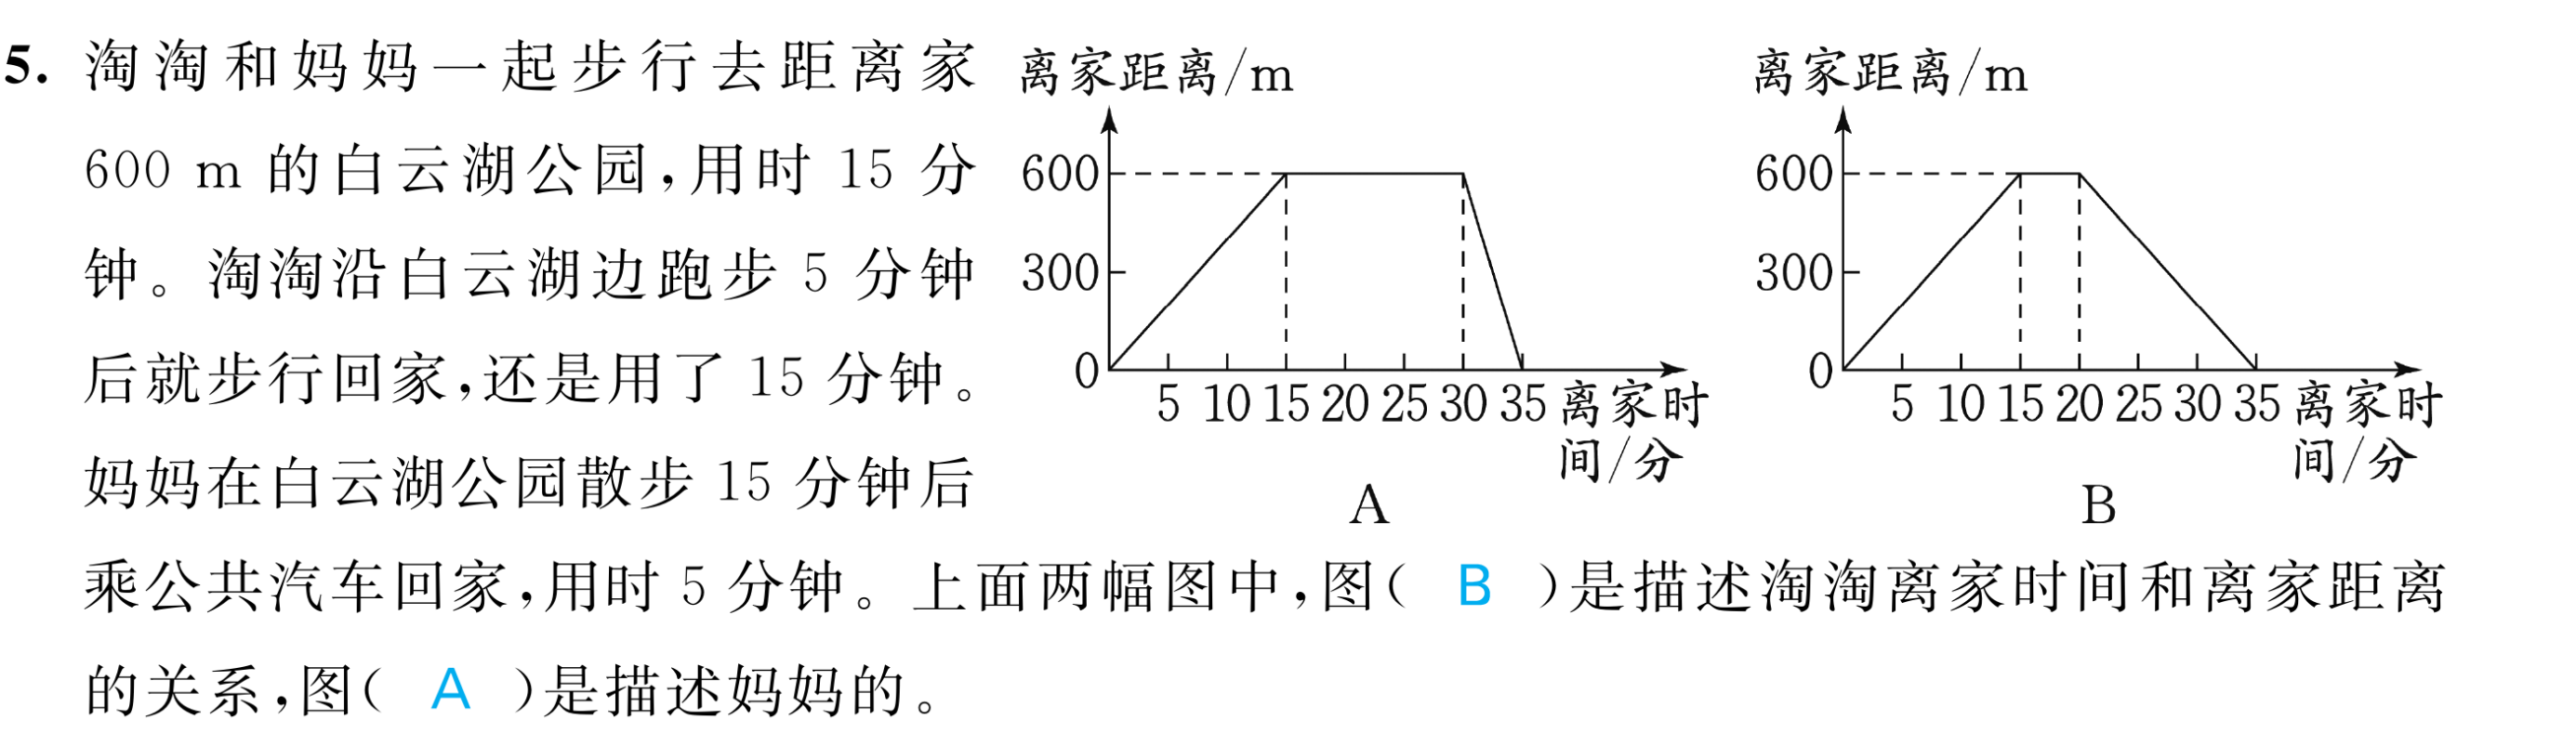 5. 淘淘和妈妈一起步行去距离家
600 m 的白云湖公园,用时 15 分
钟。淘淘沿白云湖边跑步 5 分钟
后就步行回家,还是用了 15 分钟。
妈妈在白云湖公园散步 15 分钟后
乘公共汽车回家,用时 5 分钟。上面两幅图中,图( B )是描述淘淘离家时间和离家距离
的关系,图( A )是描述妈妈的。
离家距离/m
600
300
0
5 10 15 20 25 30 35 离家时
间/分
A
离家距离/m
600
300
0
5 10 15 20 25 30 35 离家时
间/分
B